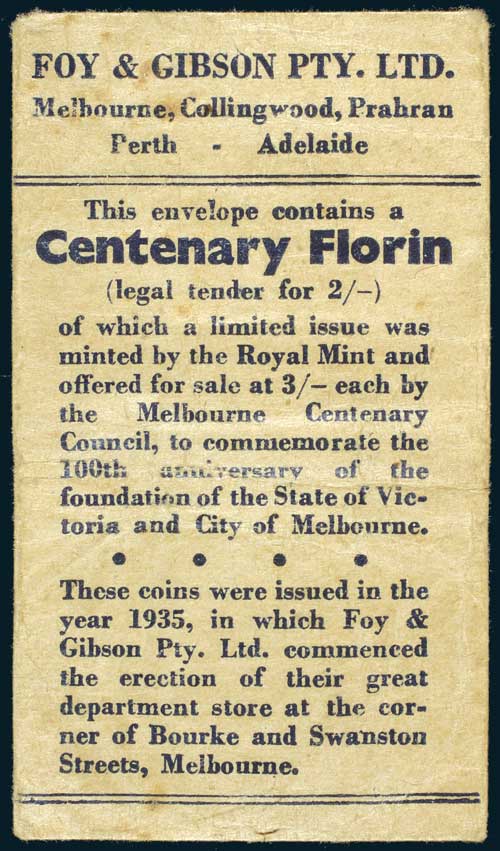 FOY & GIBSON PTY. LTD.
Melbourne, Collingwood, Prahran
Perth - Adelaide
This envelope contains a
Centenary Florin
(legal tender for 2/–)
of which a limited issue was
minted by the Royal Mint and
offered for sale at 3/– each by
the Melbourne Centenary
Council, to commemorate the
100th anniversary of the
foundation of the State of Vic-
toria and City of Melbourne.
These coins were issued in the
year 1935, in which Foy &
Gibson Pty. Ltd. commenced
the erection of their great
department store at the cor-
ner of Bourke and Swanston
Streets, Melbourne.